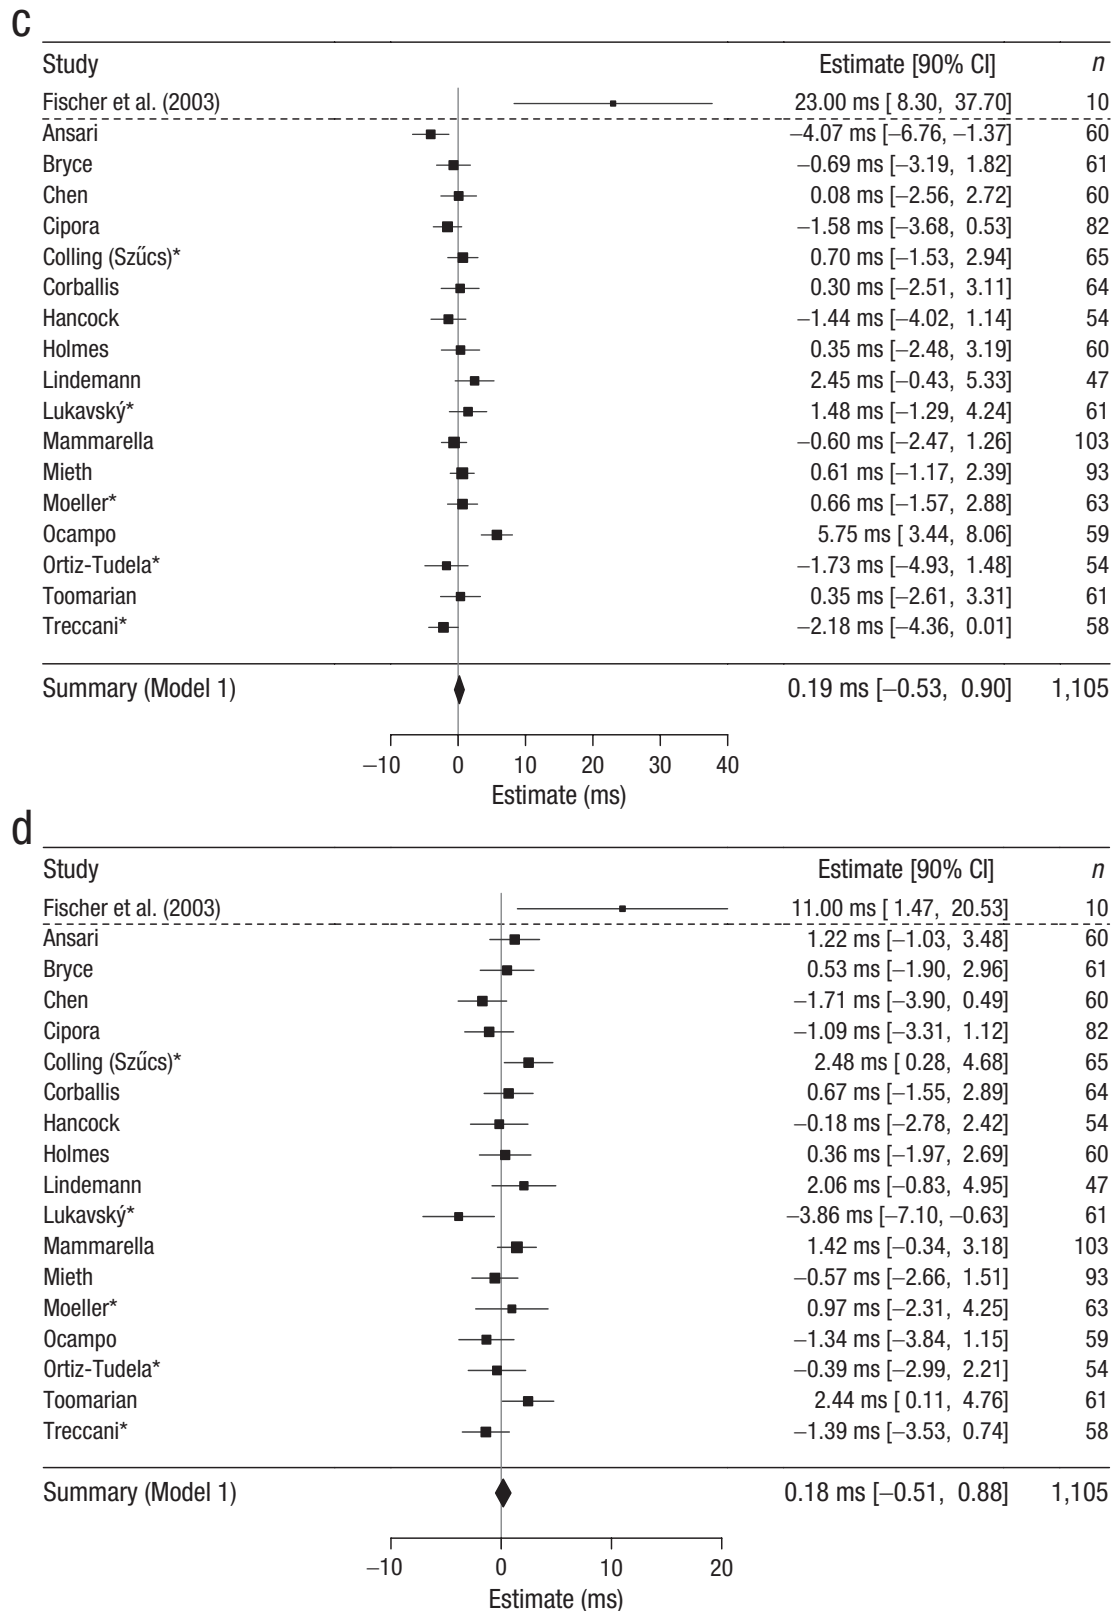 c
Study Estimate [90% CI] n
Fischer et al. (2003) 23.00 ms [ 8.30, 37.70] 10
Ansari −4.07 ms [−6.76, −1.37] 60
Bryce −0.69 ms [−3.19, 1.82] 61
Chen 0.08 ms [−2.56, 2.72] 60
Cipora −1.58 ms [−3.68, 0.53] 82
Colling (Szűcs)* 0.70 ms [−1.53, 2.94] 65
Corballis 0.30 ms [−2.51, 3.11] 64
Hancock −1.44 ms [−4.02, 1.14] 54
Holmes 0.35 ms [−2.48, 3.19] 60
Lindemann 2.45 ms [−0.43, 5.33] 47
Lukavský* 1.48 ms [−1.29, 4.24] 61
Mammarella −0.60 ms [−2.47, 1.26] 103
Mieth 0.61 ms [−1.17, 2.39] 93
Moeller* 0.66 ms [−1.57, 2.88] 63
Ocampo 5.75 ms [ 3.44, 8.06] 59
Ortiz-Tudela* −1.73 ms [−4.93, 1.48] 54
Toomarian 0.35 ms [−2.61, 3.31] 61
Treccani* −2.18 ms [−4.36, 0.01] 58
Summary (Model 1) 0.19 ms [−0.53, 0.90] 1,105
−10 0 10 20 30 40
Estimate (ms)
d
Study Estimate [90% CI] n
Fischer et al. (2003) 11.00 ms [ 1.47, 20.53] 10
Ansari 1.22 ms [−1.03, 3.48] 60
Bryce 0.53 ms [−1.90, 2.96] 61
Chen −1.71 ms [−3.90, 0.49] 60
Cipora −1.09 ms [−3.31, 1.12] 82
Colling (Szűcs)* 2.48 ms [ 0.28, 4.68] 65
Corballis 0.67 ms [−1.55, 2.89] 64
Hancock −0.18 ms [−2.78, 2.42] 54
Holmes 0.36 ms [−1.97, 2.69] 60
Lindemann 2.06 ms [−0.83, 4.95] 47
Lukavský* −3.86 ms [−7.10, −0.63] 61
Mammarella 1.42 ms [−0.34, 3.18] 103
Mieth −0.57 ms [−2.66, 1.51] 93
Moeller* 0.97 ms [−2.31, 4.25] 63
Ocampo −1.34 ms [−3.84, 1.15] 59
Ortiz-Tudela* −0.39 ms [−2.99, 2.21] 54
Toomarian 2.44 ms [ 0.11, 4.76] 61
Treccani* −1.39 ms [−3.53, 0.74] 58
Summary (Model 1) 0.18 ms [−0.51, 0.88] 1,105
−10 0 10 20
Estimate (ms)